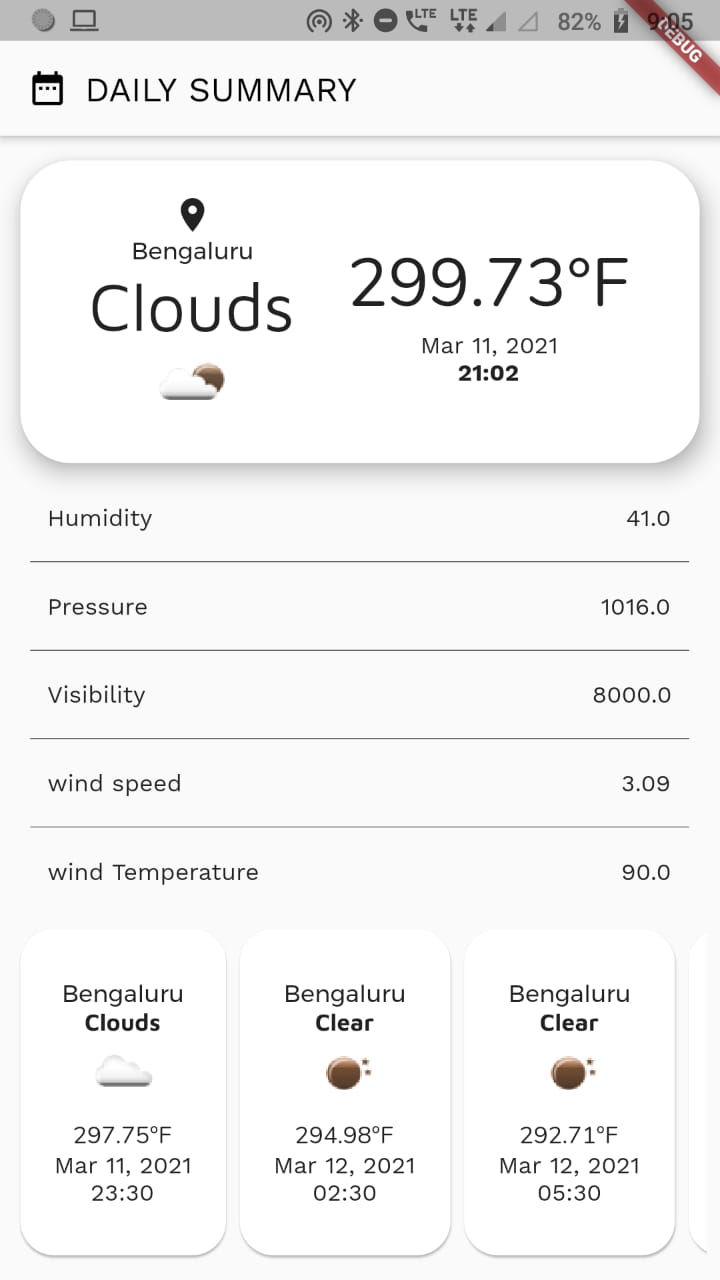 LTE LTE 82% 9:05
DEBUG
DAILY SUMMARY
Bengaluru
Clouds
299.73°F
Mar 11, 2021
21:02
Humidity 41.0
Pressure 1016.0
Visibility 8000.0
wind speed 3.09
wind Temperature 90.0
Bengaluru
Clouds
297.75°F
Mar 11, 2021
23:30
Bengaluru
Clear
294.98°F
Mar 12, 2021
02:30
Bengaluru
Clear
292.71°F
Mar 12, 2021
05:30